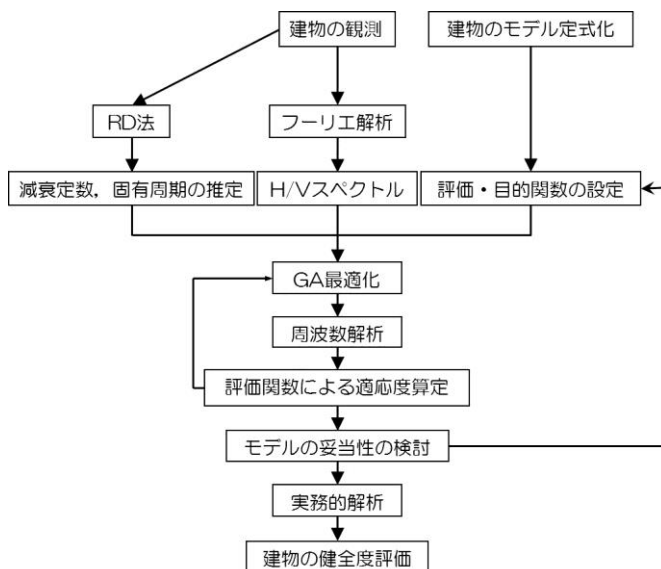 建物の観測
建物のモデル定式化
RD法
フーリエ解析
減衰定数，固有周期の推定
H/Vスペクトル
評価・目的関数の設定
GA最適化
周波数解析
評価関数による適応度算定
モデルの妥当性の検討
実務的解析
建物の健全度評価